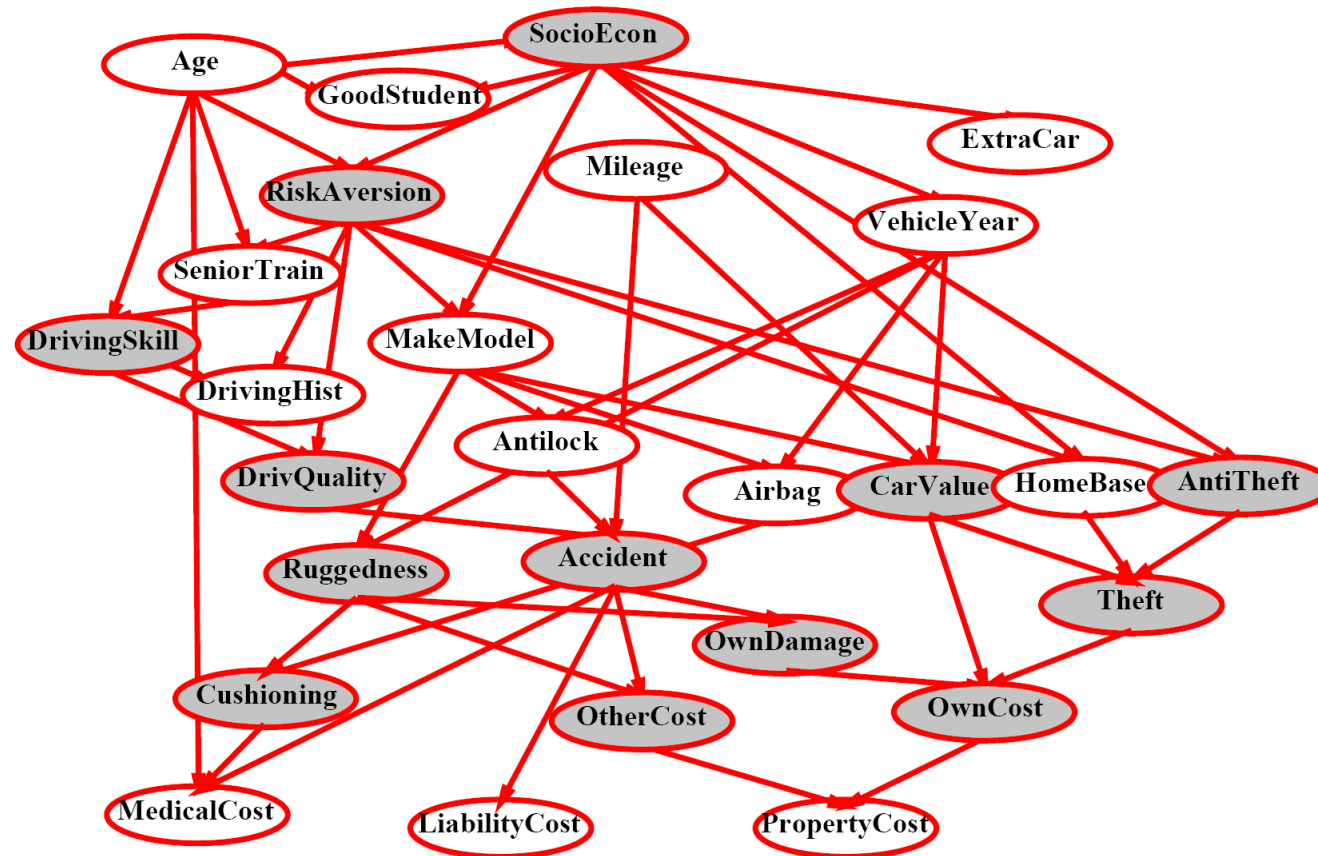 SocioEcon
Age
GoodStudent
ExtraCar
Mileage
RiskAversion
VehicleYear
SeniorTrain
DrivingSkill
MakeModel
DrivingHist
Antilock
DrivQuality
Airbag
CarValue
HomeBase
AntiTheft
Ruggedness
Accident
Theft
OwnDamage
Cushioning
OtherCost
OwnCost
MedicalCost
LiabilityCost
PropertyCost